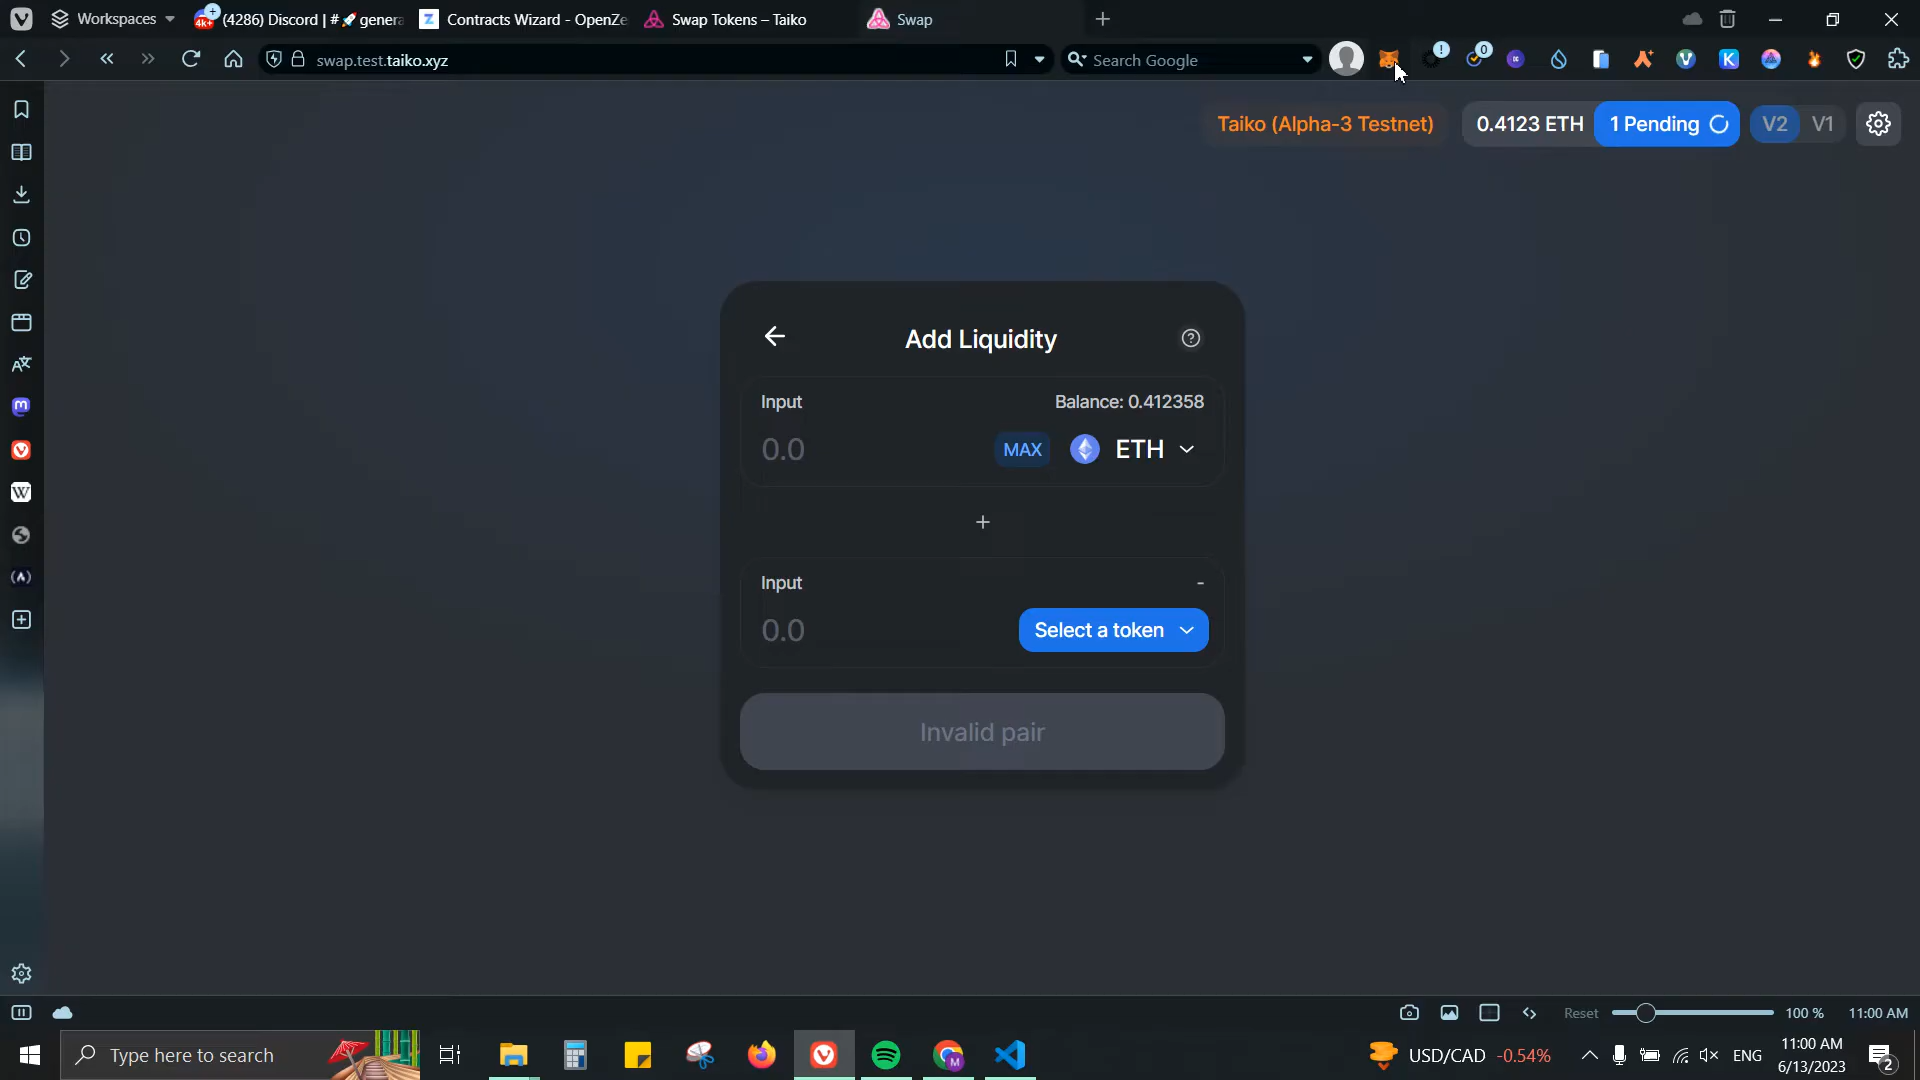 Workspaces
4k+
(4286) Discord | # 🚀 genera
Contracts Wizard - OpenZe
Swap Tokens – Taiko
Swap
swap.test.taiko.xyz
Search Google
!
0
Taiko (Alpha-3 Testnet)
0.4123 ETH
1 Pending
V2
V1
Add Liquidity
Input
Balance: 0.412358
0.0
MAX
ETH
+
Input
-
0.0
Select a token
Invalid pair
Reset
100 %
11:00 AM
Type here to search
USD/CAD
-0.54%
ENG
11:00 AM
6/13/2023
2